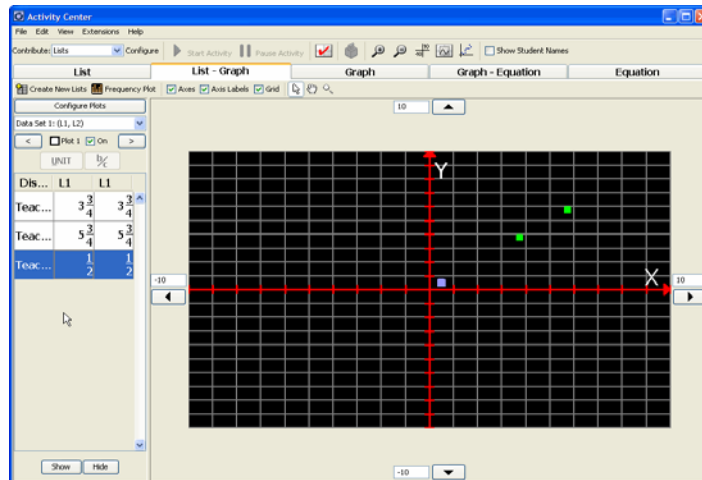 Activity Center
File Edit View Extensions Help
Contribute: Lists Configure Start Activity Pause Activity Show Student Names
List List - Graph Graph Graph - Equation Equation
Create New Lists Frequency Plot Axes Axis Labels Grid
Configure Plots
10
Data Set 1: (L1, L2)
< Plot 1 On >
UNIT b/c
Dis... L1 L1
Teac... 3 3/4 3 3/4
Teac... 5 3/4 5 3/4
Teac... 1/2 1/2
Y
-10 X 10
Show Hide
-10